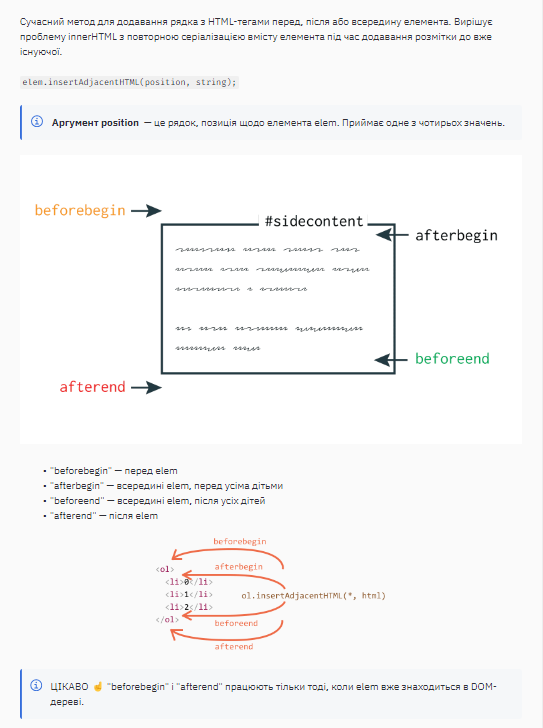 Сучасний метод для додавання рядка з HTML-тегами перед, після або всередину елемента. Вирішує
проблему innerHTML з повторною серіалізацією вмісту елемента під час додавання розмітки до вже
існуючої.
elem.insertAdjacentHTML(position, string);
Аргумент position — це рядок, позиція щодо елемента elem. Приймає одне з чотирьох значень.
beforebegin
#sidecontent
afterbegin
beforeend
afterend
• "beforebegin" — перед elem
• "afterbegin" — всередині elem, перед усіма дітьми
• "beforeend" — всередині elem, після усіх дітей
• "afterend" — після elem
beforebegin
<ol>
afterbegin
<li>0</li>
<li>1</li>
ol.insertAdjacentHTML(*, html)
<li>2</li>
</ol>
beforeend
afterend
ЦІКАВО ☝️ "beforebegin" і "afterend" працюють тільки тоді, коли elem вже знаходиться в DOM-
дереві.